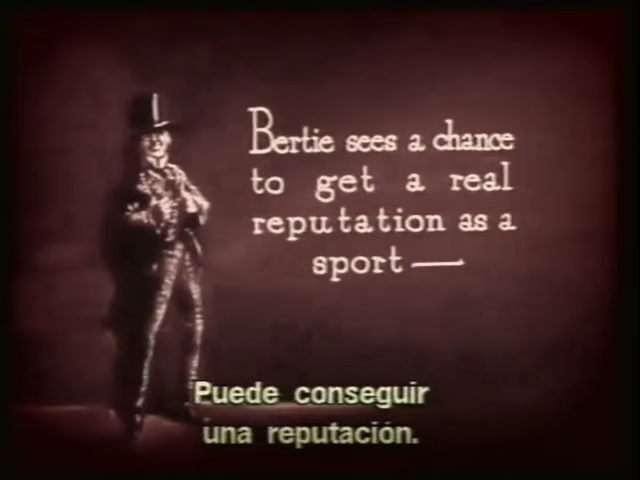 Bertie sees a chance
to get a real
reputation as a
sport —
Puede conseguir
una reputación.